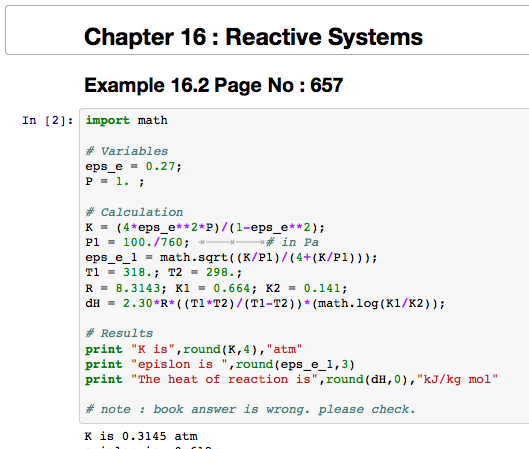 Chapter 16 : Reactive Systems
Example 16.2 Page No : 657
In [2]: import math
# Variables
eps_e = 0.27;
P = 1. ;
# Calculation
K = (4*eps_e**2*P)/(1-eps_e**2);
P1 = 100./760; # in Pa
eps_e_1 = math.sqrt((K/P1)/(4+(K/P1)));
T1 = 318.; T2 = 298.;
R = 8.3143; K1 = 0.664; K2 = 0.141;
dH = 2.30*R*((T1*T2)/(T1-T2))*(math.log(K1/K2));
# Results
print "K is",round(K,4),"atm"
print "epislon is ",round(eps_e_1,3)
print "The heat of reaction is",round(dH,0),"kJ/kg mol"
# note : book answer is wrong. please check.
K is 0.3145 atm